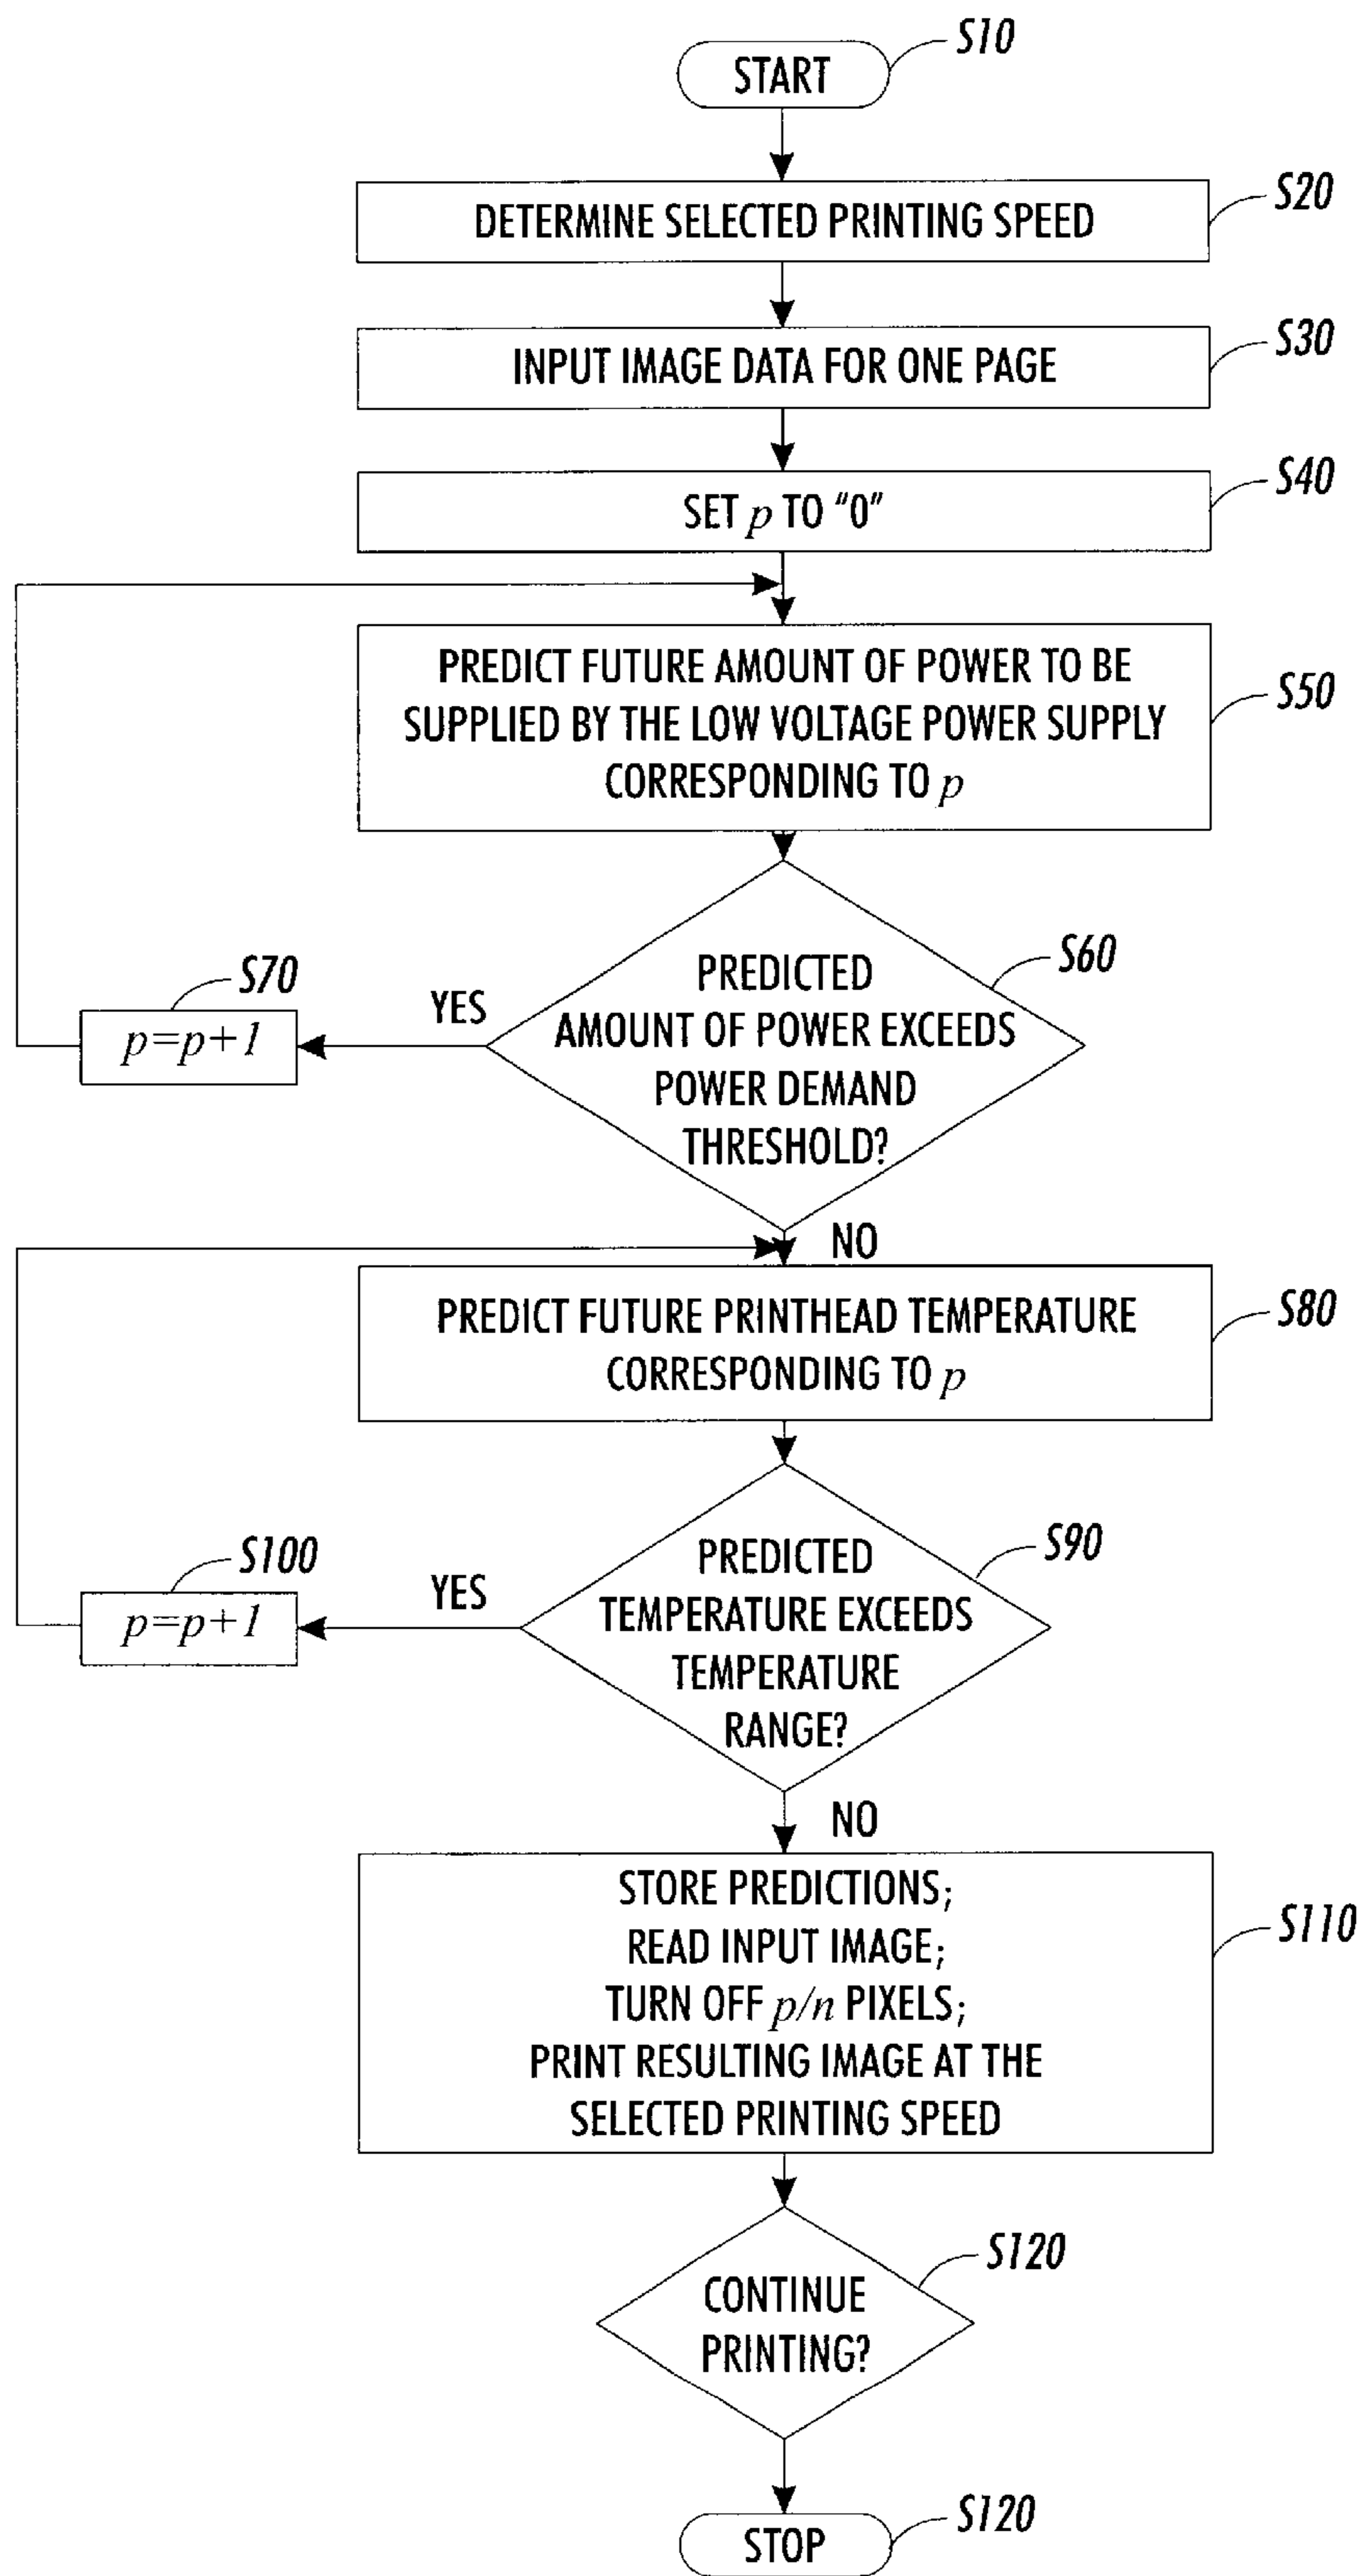 START
S10
DETERMINE SELECTED PRINTING SPEED
S20
INPUT IMAGE DATA FOR ONE PAGE
S30
SET p TO "0"
S40
PREDICT FUTURE AMOUNT OF POWER TO BE
SUPPLIED BY THE LOW VOLTAGE POWER SUPPLY
CORRESPONDING TO p
S50
PREDICTED
AMOUNT OF POWER EXCEEDS
POWER DEMAND
THRESHOLD?
S60
YES
S70
p=p+1
NO
PREDICT FUTURE PRINTHEAD TEMPERATURE
CORRESPONDING TO p
S80
PREDICTED
TEMPERATURE EXCEEDS
TEMPERATURE
RANGE?
S90
YES
S100
p=p+1
NO
STORE PREDICTIONS;
READ INPUT IMAGE;
TURN OFF p/n PIXELS;
PRINT RESULTING IMAGE AT THE
SELECTED PRINTING SPEED
S110
CONTINUE
PRINTING?
S120
STOP
S120